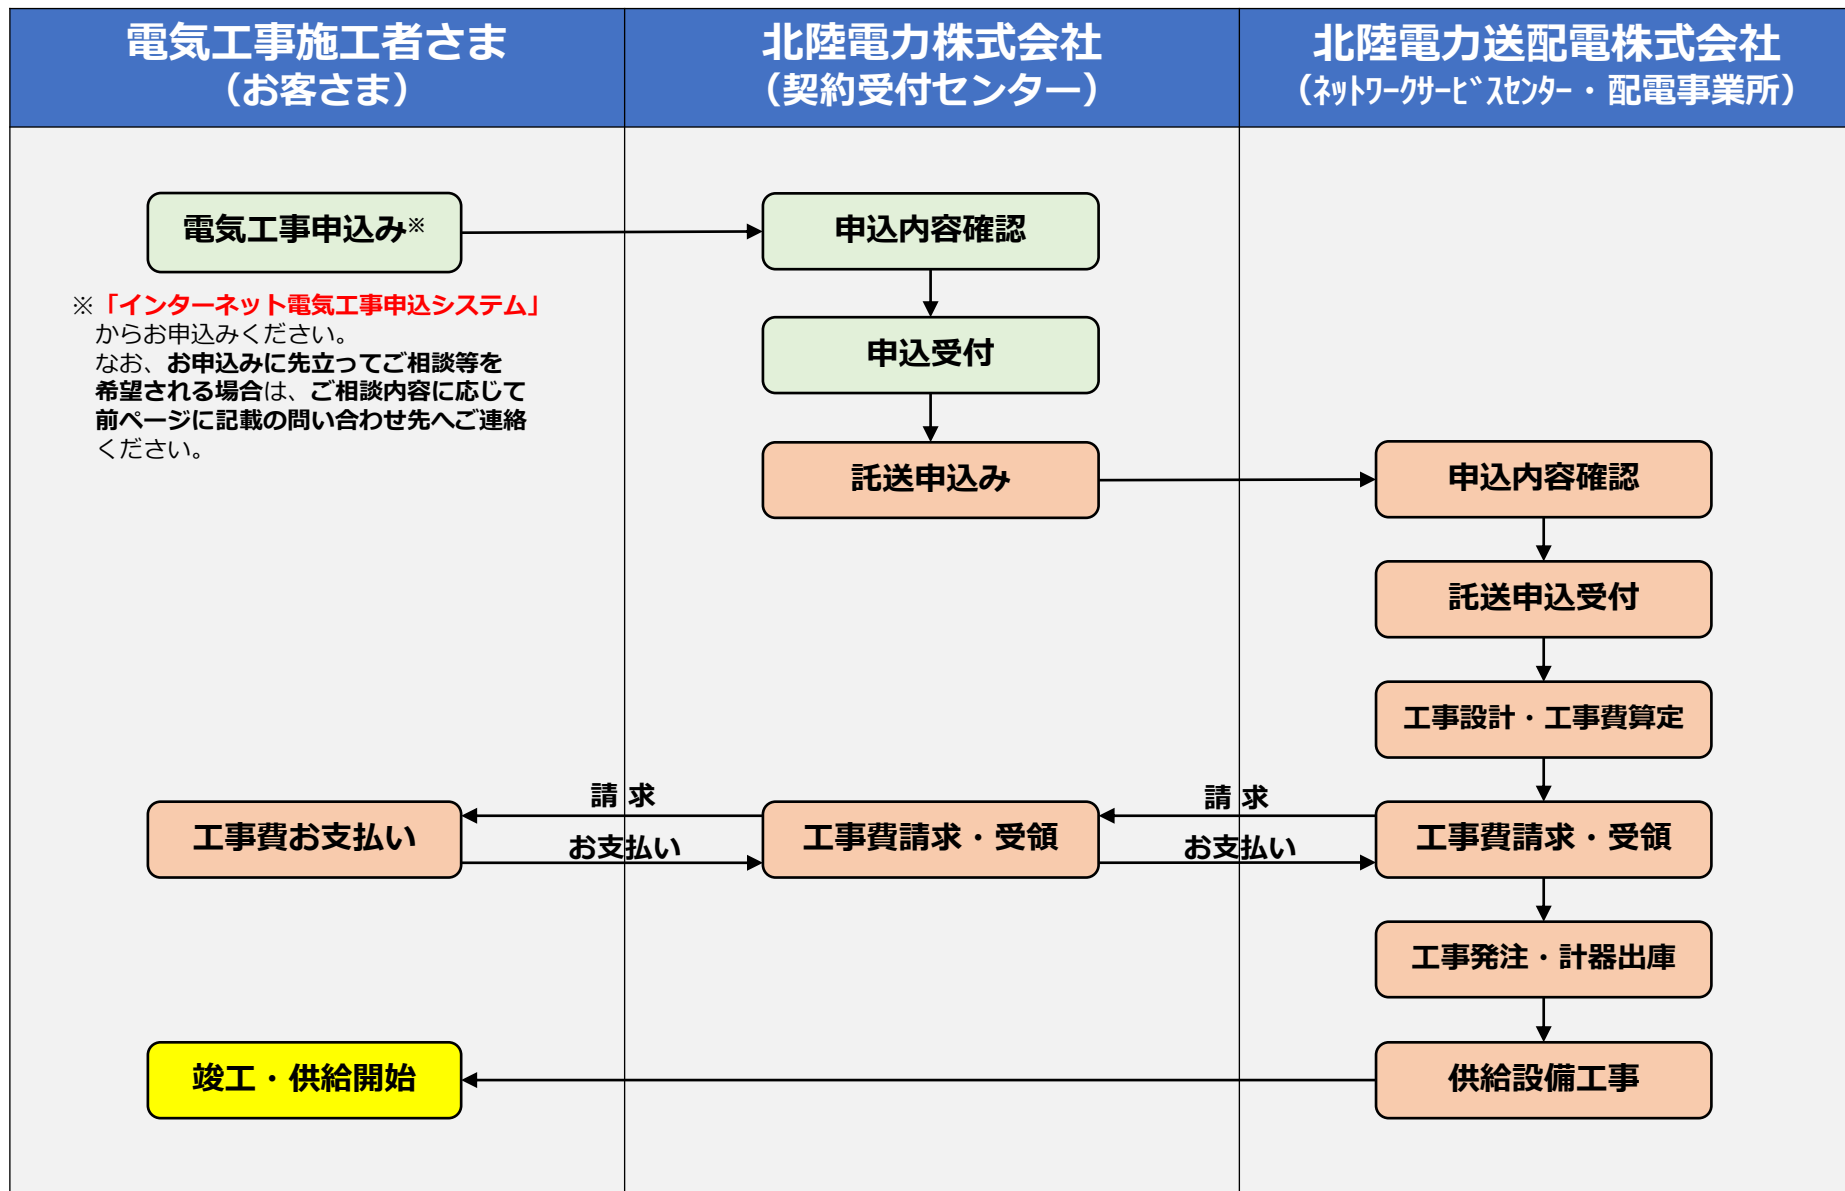 電気工事施工者さま
（お客さま）
北陸電力株式会社
（契約受付センター）
北陸電力送配電株式会社
（ﾈｯﾄﾜｰｸｻｰﾋﾞｽｾﾝﾀｰ・配電事業所）
電気工事申込み※
申込内容確認
※「インターネット電気工事申込システム」
からお申込みください。
なお、お申込みに先立ってご相談等を
希望される場合は、ご相談内容に応じて
前ページに記載の問い合わせ先へご連絡
ください。
申込受付
託送申込み
申込内容確認
託送申込受付
工事設計・工事費算定
請 求
請 求
工事費お支払い
工事費請求・受領
工事費請求・受領
お支払い
お支払い
工事発注・計器出庫
竣工・供給開始
供給設備工事